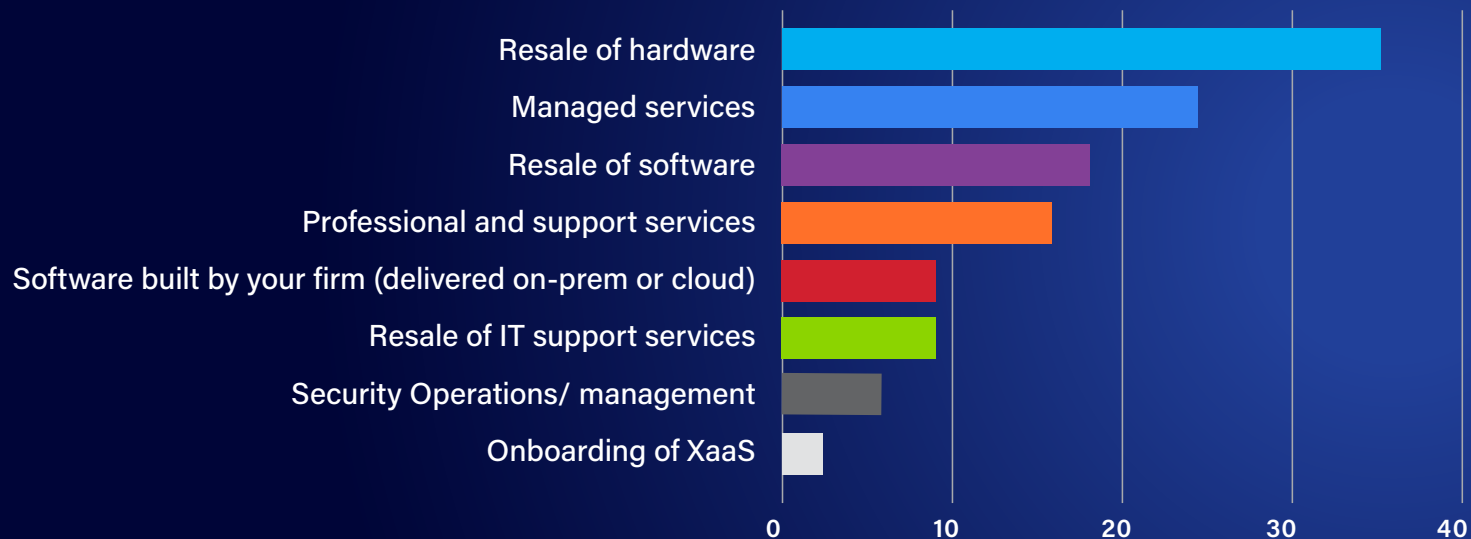 Resale of hardware
Managed services
Resale of software
Professional and support services
Software built by your firm (delivered on-prem or cloud)
Resale of IT support services
Security Operations/ management
Onboarding of XaaS
0 10 20 30 40